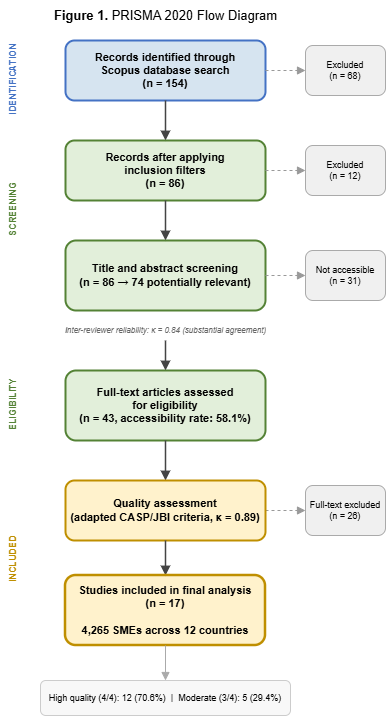 Figure 1. PRISMA 2020 Flow Diagram
IDENTIFICATION
Records identified through
Scopus database search
(n = 154)
Excluded
(n = 68)
SCREENING
Records after applying
inclusion filters
(n = 86)
Excluded
(n = 12)
Title and abstract screening
(n = 86 → 74 potentially relevant)
Not accessible
(n = 31)
Inter-reviewer reliability: κ = 0.84 (substantial agreement)
ELIGIBILITY
Full-text articles assessed
for eligibility
(n = 43, accessibility rate: 58.1%)
Quality assessment
(adapted CASP/JBI criteria, κ = 0.89)
Full-text excluded
(n = 26)
INCLUDED
Studies included in final analysis
(n = 17)
4,265 SMEs across 12 countries
High quality (4/4): 12 (70.6%) | Moderate (3/4): 5 (29.4%)